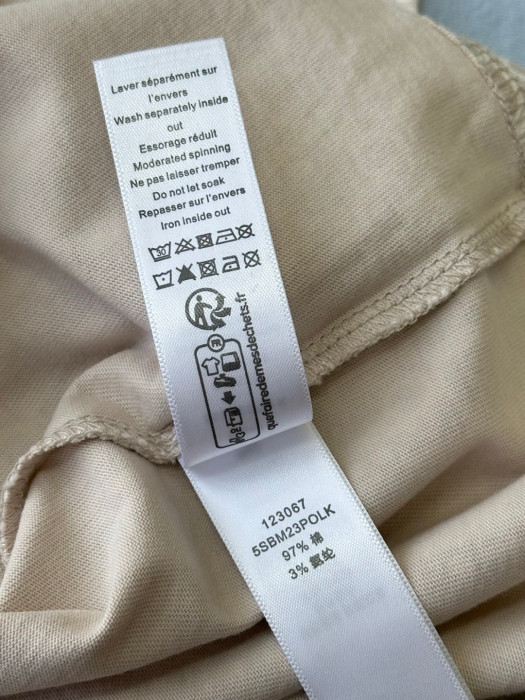 Laver séparément sur
l'envers
Wash separately inside
out
Essorage réduit
Moderated spinning
Ne pas laisser tremper
Do not let soak
Repasser sur l'envers
Iron inside out
30
FR
quefairedemesdechets.fr
123067
5SBM23POLK
97% 棉
3% 氨纶